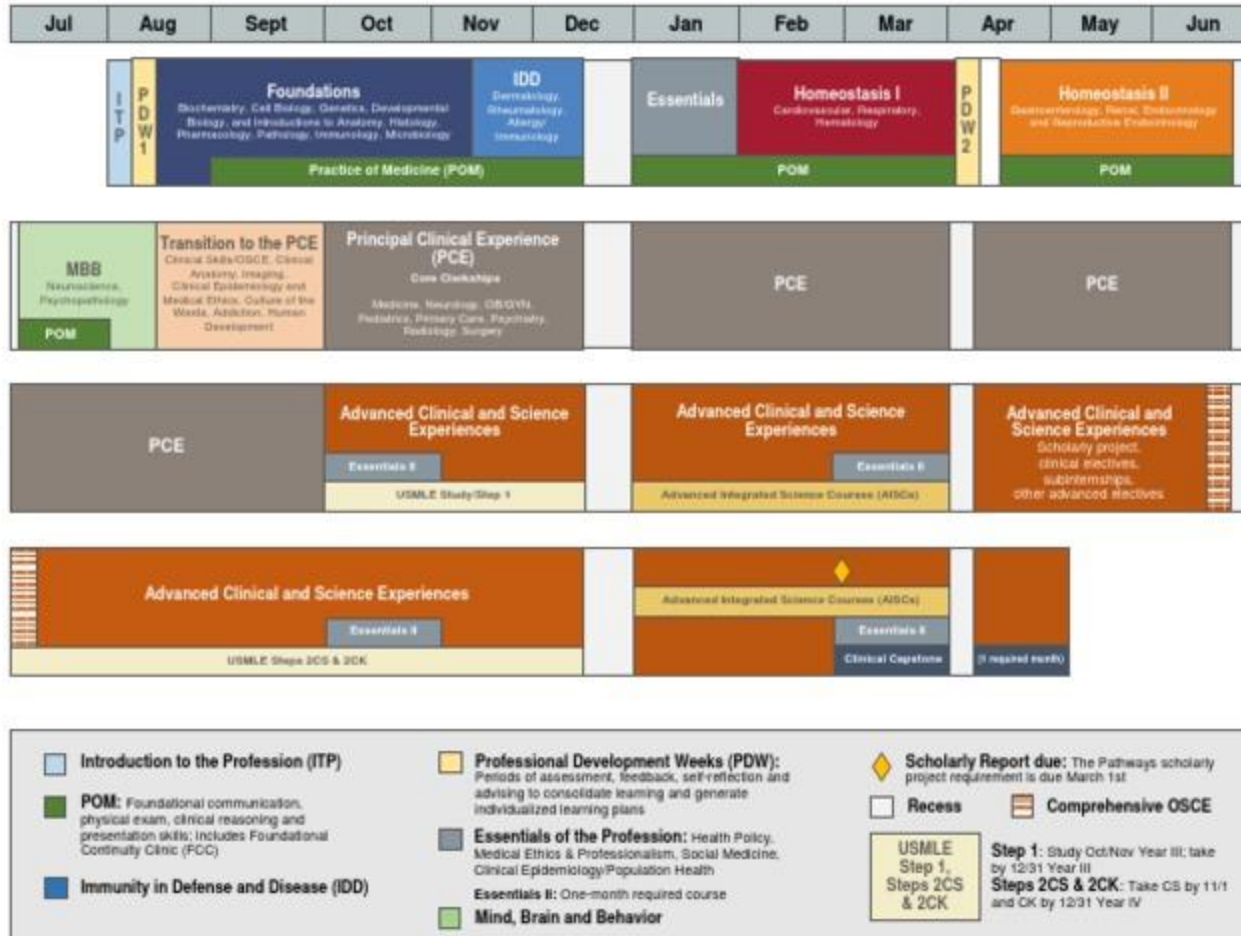 Jul Aug Sept Oct Nov Dec Jan Feb Mar Apr May Jun
ITP
PDW1
Foundations
Biochemistry, Cell Biology, Genetics, Developmental
Biology, and Introductions to Anatomy, Histology,
Pharmacology, Pathology, Immunology, Microbiology
IDD
Dermatology,
Rheumatology,
Allergy/
Immunology
Practice of Medicine (POM)
Essentials
Homeostasis I
Cardiovascular, Respiratory,
Hematology
POM
PDW2
Homeostasis II
Gastroenterology, Renal, Endocrinology
and Reproductive Endocrinology
POM
MBB
Neuroscience,
Psychopathology
POM
Transition to the PCE
Clinical Skills/OSCE, Clinical
Anatomy, Imaging,
Clinical Epidemiology and
Medical Ethics, Culture of the
Wards, Addiction, Human
Development
Principal Clinical Experience
(PCE)
Core Clerkships
Medicine, Neurology, OB/GYN,
Pediatrics, Primary Care, Psychiatry,
Radiology, Surgery
PCE
PCE
PCE
Advanced Clinical and Science
Experiences
Essentials II
USMLE Study/Step 1
Advanced Clinical and Science
Experiences
Essentials II
Advanced Integrated Science Courses (AISCs)
Advanced Clinical and
Science Experiences
Scholarly project,
clinical electives,
subinternships,
other advanced electives
Advanced Clinical and Science Experiences
Essentials II
USMLE Steps 2CS & 2CK
Advanced Integrated Science Courses (AISCs)
Essentials II
Clinical Capstone
(1 required month)
Introduction to the Profession (ITP)
POM: Foundational communication,
physical exam, clinical reasoning and
presentation skills; includes Foundational
Continuity Clinic (FCC)
Immunity in Defense and Disease (IDD)
Professional Development Weeks (PDW):
Periods of assessment, feedback, self-reflection and
advising to consolidate learning and generate
individualized learning plans
Essentials of the Profession: Health Policy,
Medical Ethics & Professionalism, Social Medicine,
Clinical Epidemiology/Population Health
Essentials II: One-month required course
Mind, Brain and Behavior
Scholarly Report due: The Pathways scholarly
project requirement is due March 1st
Recess
Comprehensive OSCE
USMLE
Step 1,
Steps 2CS
& 2CK
Step 1: Study Oct/Nov Year III; take
by 12/31 Year III
Steps 2CS & 2CK: Take CS by 11/1
and CK by 12/31 Year IV